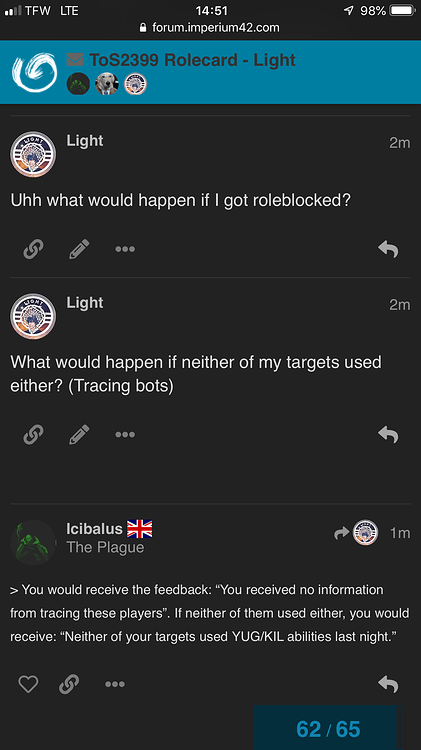 TFW LTE 14:51 98%
forum.imperium42.com
ToS2399 Rolecard - Light
Light 2m
Uhh what would happen if I got roleblocked?
Light 2m
What would happen if neither of my targets used
either? (Tracing bots)
Icibalus 1m
The Plague
> You would receive the feedback: “You received no information
from tracing these players”. If neither of them used either, you would
receive: “Neither of your targets used YUG/KIL abilities last night.”
62 / 65